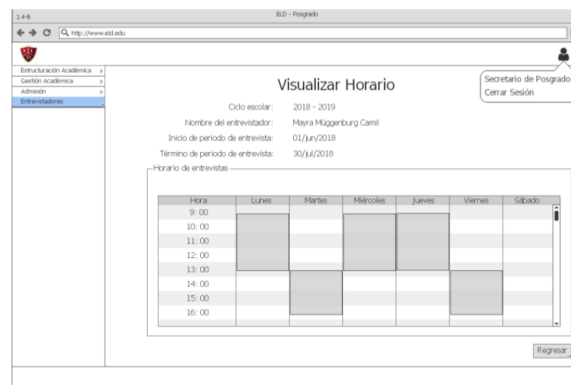 1.4-B
ELD - Posgrado
http://www.eld.edu
Estructuración Académica >
Gestión Académica >
Admisión >
Entrevistadores
Secretario de Posgrado
Cerrar Sesión
Visualizar Horario
Ciclo escolar: 2018 - 2019
Nombre del entrevistador: Mayra Müggenburg Camil
Inicio de periodo de entrevista: 01/jun/2018
Término de periodo de entrevista: 30/jul/2018
Horario de entrevistas
Hora Lunes Martes Miércoles Jueves Viernes Sábado
9: 00
10: 00
11: 00
12: 00
13: 00
14: 00
15: 00
16: 00
Regresar